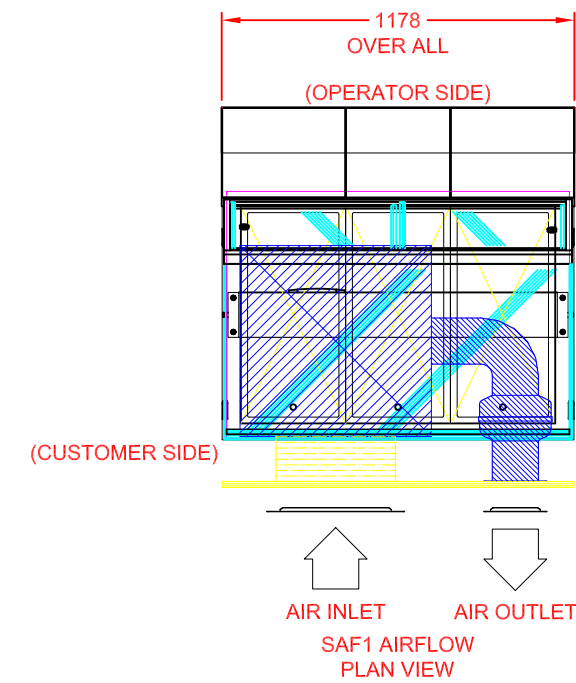 1178
OVER ALL
(OPERATOR SIDE)
(CUSTOMER SIDE)
AIR INLET
AIR OUTLET
SAF1 AIRFLOW
PLAN VIEW